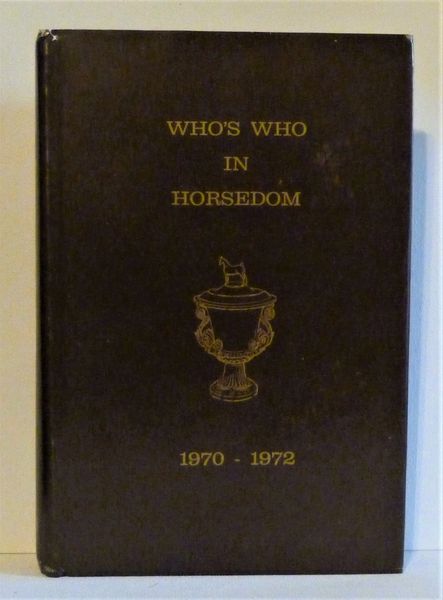 WHO'S WHO
IN
HORSEDOM
1970 - 1972